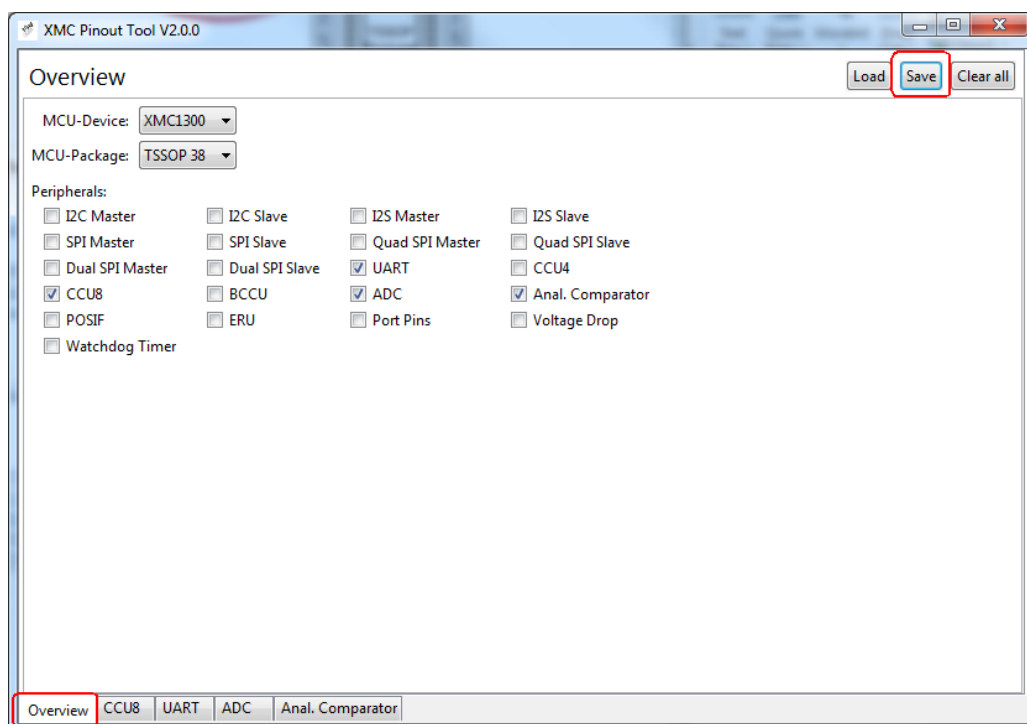 XMC Pinout Tool V2.0.0
Overview Load Save Clear all
MCU-Device: XMC1300
MCU-Package: TSSOP 38
Peripherals:
I2C Master I2C Slave I2S Master I2S Slave
SPI Master SPI Slave Quad SPI Master Quad SPI Slave
Dual SPI Master Dual SPI Slave UART CCU4
CCU8 BCCU ADC Anal. Comparator
POSIF ERU Port Pins Voltage Drop
Watchdog Timer
Overview CCU8 UART ADC Anal. Comparator